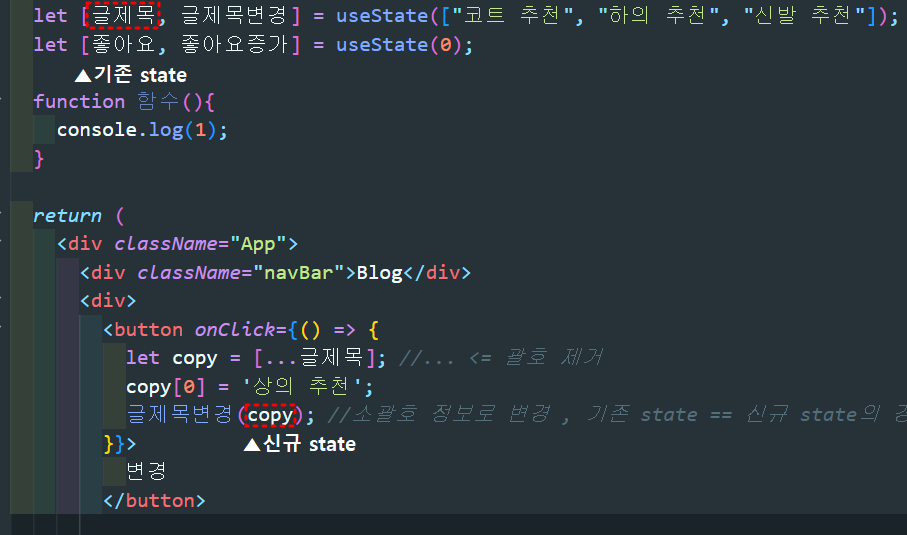 let [글제목, 글제목변경] = useState(["코트 추천", "하의 추천", "신발 추천"]);
let [좋아요, 좋아요증가] = useState(0);
▲기존 state
function 함수(){
console.log(1);
}
return (
<div className="App">
<div className="navBar">Blog</div>
<div>
<button onClick={() => {
let copy = [...글제목]; //... <= 괄호 제거
copy[0] = '상의 추천';
글제목변경(copy); //소괄호 정보로 변경 , 기존 state == 신규 state의
}}>
▲신규 state
변경
</button>